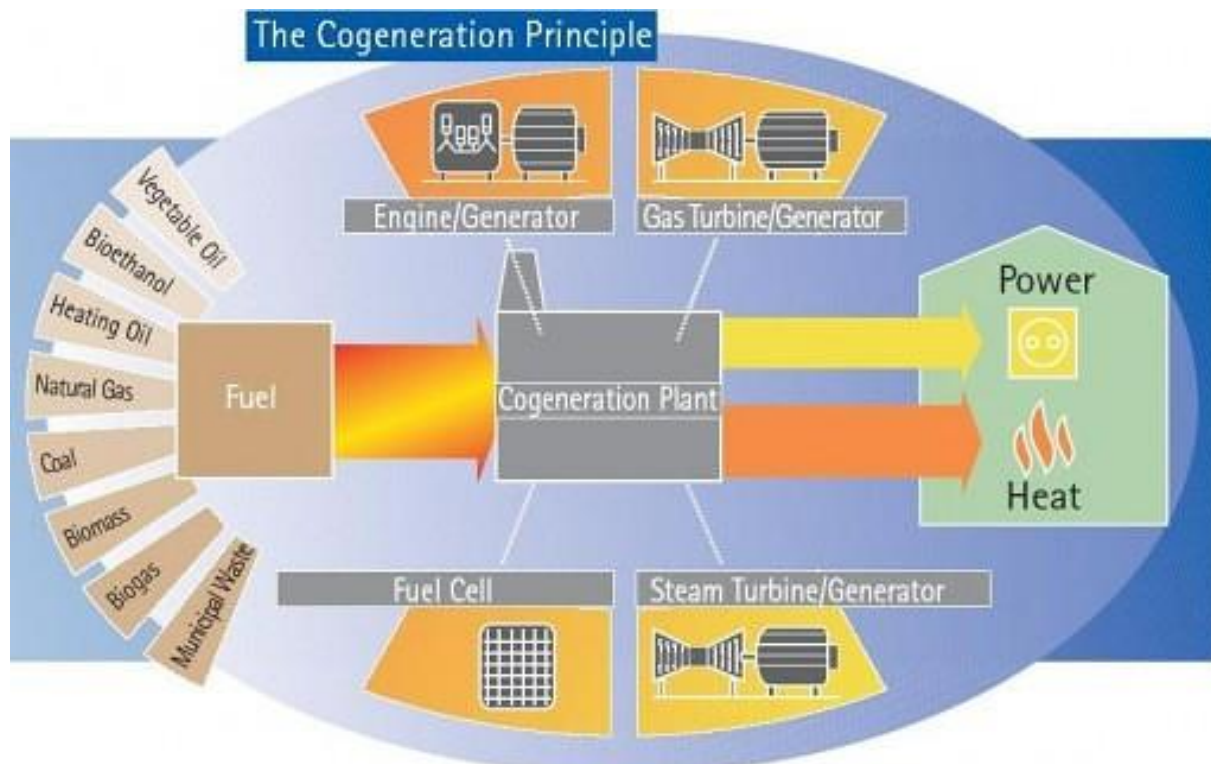 The Cogeneration Principle
Engine/Generator
Gas Turbine/Generator
Vegetable Oil
Bioethanol
Heating Oil
Natural Gas
Coal
Biomass
Biogas
Municipal Waste
Fuel
Cogeneration Plant
Power
Heat
Fuel Cell
Steam Turbine/Generator